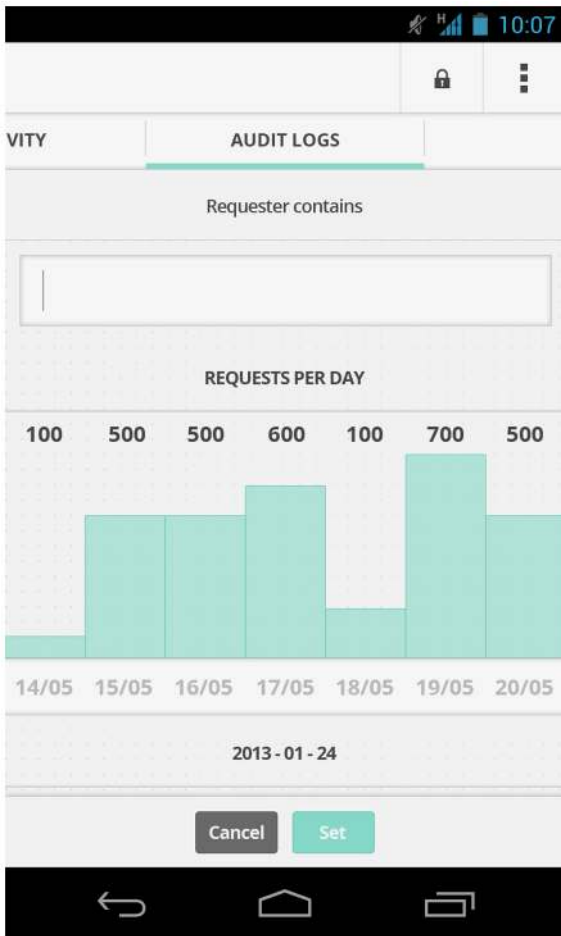 H 10:07
VITY AUDIT LOGS
Requester contains
REQUESTS PER DAY
100 500 500 600 100 700 500
14/05 15/05 16/05 17/05 18/05 19/05 20/05
2013 - 01 - 24
Cancel Set